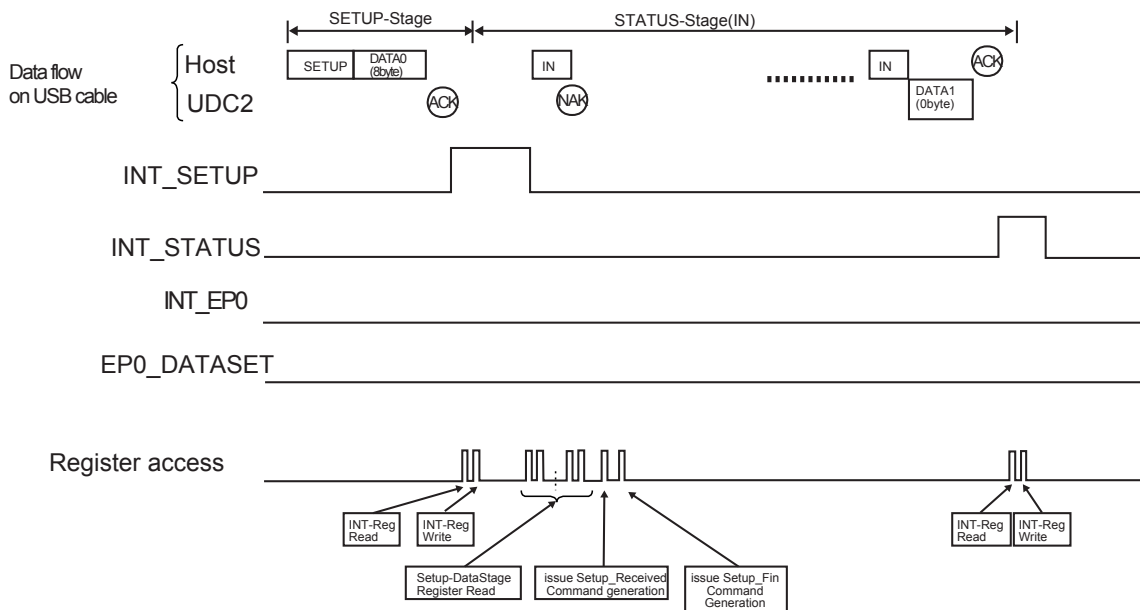 SETUP-Stage
STATUS-Stage(IN)
Data flow
on USB cable
Host
UDC2
SETUP
DATA0
(8byte)
ACK
IN
NAK
IN
DATA1
(0byte)
ACK
INT_SETUP
INT_STATUS
INT_EP0
EP0_DATASET
Register access
INT-Reg
Read
INT-Reg
Write
INT-Reg
Read
INT-Reg
Write
Setup-DataStage
Register Read
issue Setup_Received
Command generation
issue Setup_Fin
Command
Generation